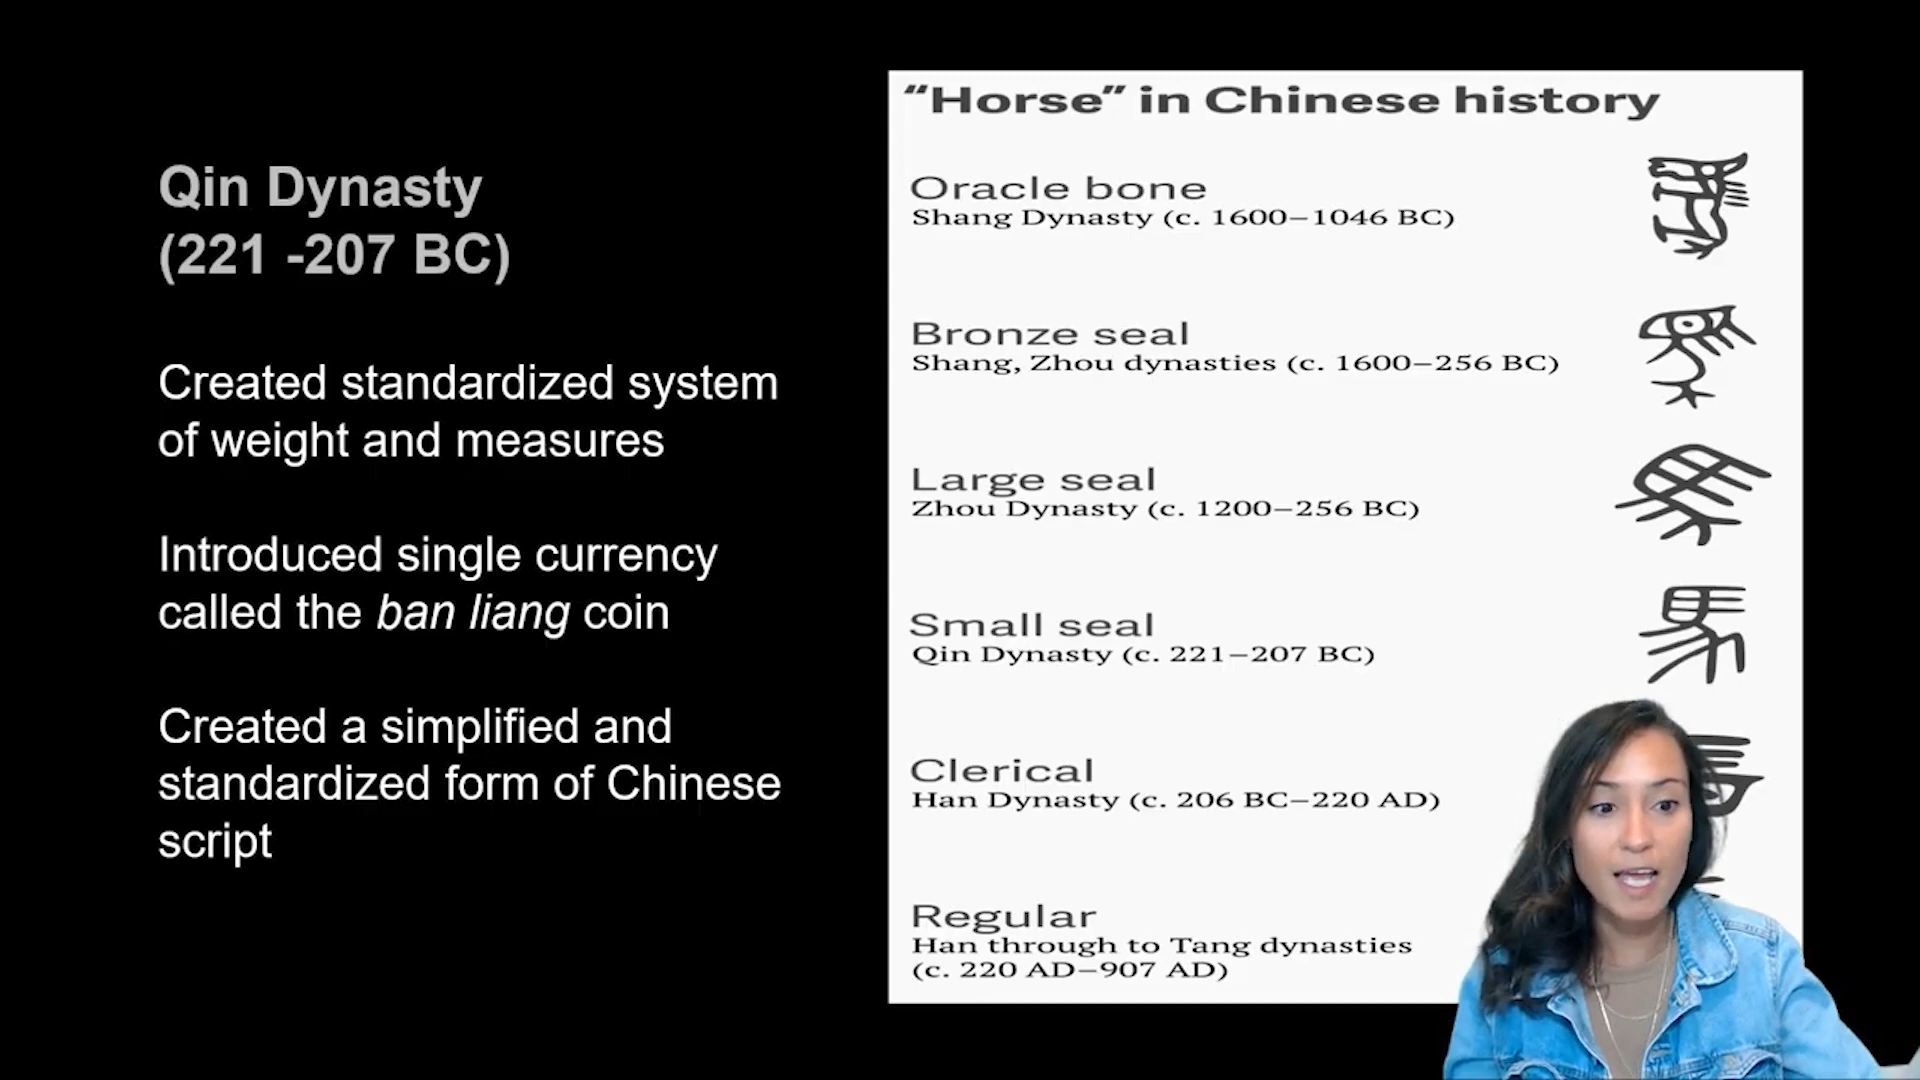 Qin Dynasty
(221 -207 BC)
Created standardized system
of weight and measures
Introduced single currency
called the ban liang coin
Created a simplified and
standardized form of Chinese
script
“Horse” in Chinese history
Oracle bone
Shang Dynasty (c. 1600–1046 BC)
Bronze seal
Shang, Zhou dynasties (c. 1600–256 BC)
Large seal
Zhou Dynasty (c. 1200–256 BC)
Small seal
Qin Dynasty (c. 221–207 BC)
Clerical
Han Dynasty (c. 206 BC–220 AD)
Regular
Han through to Tang dynasties
(c. 220 AD–907 AD)